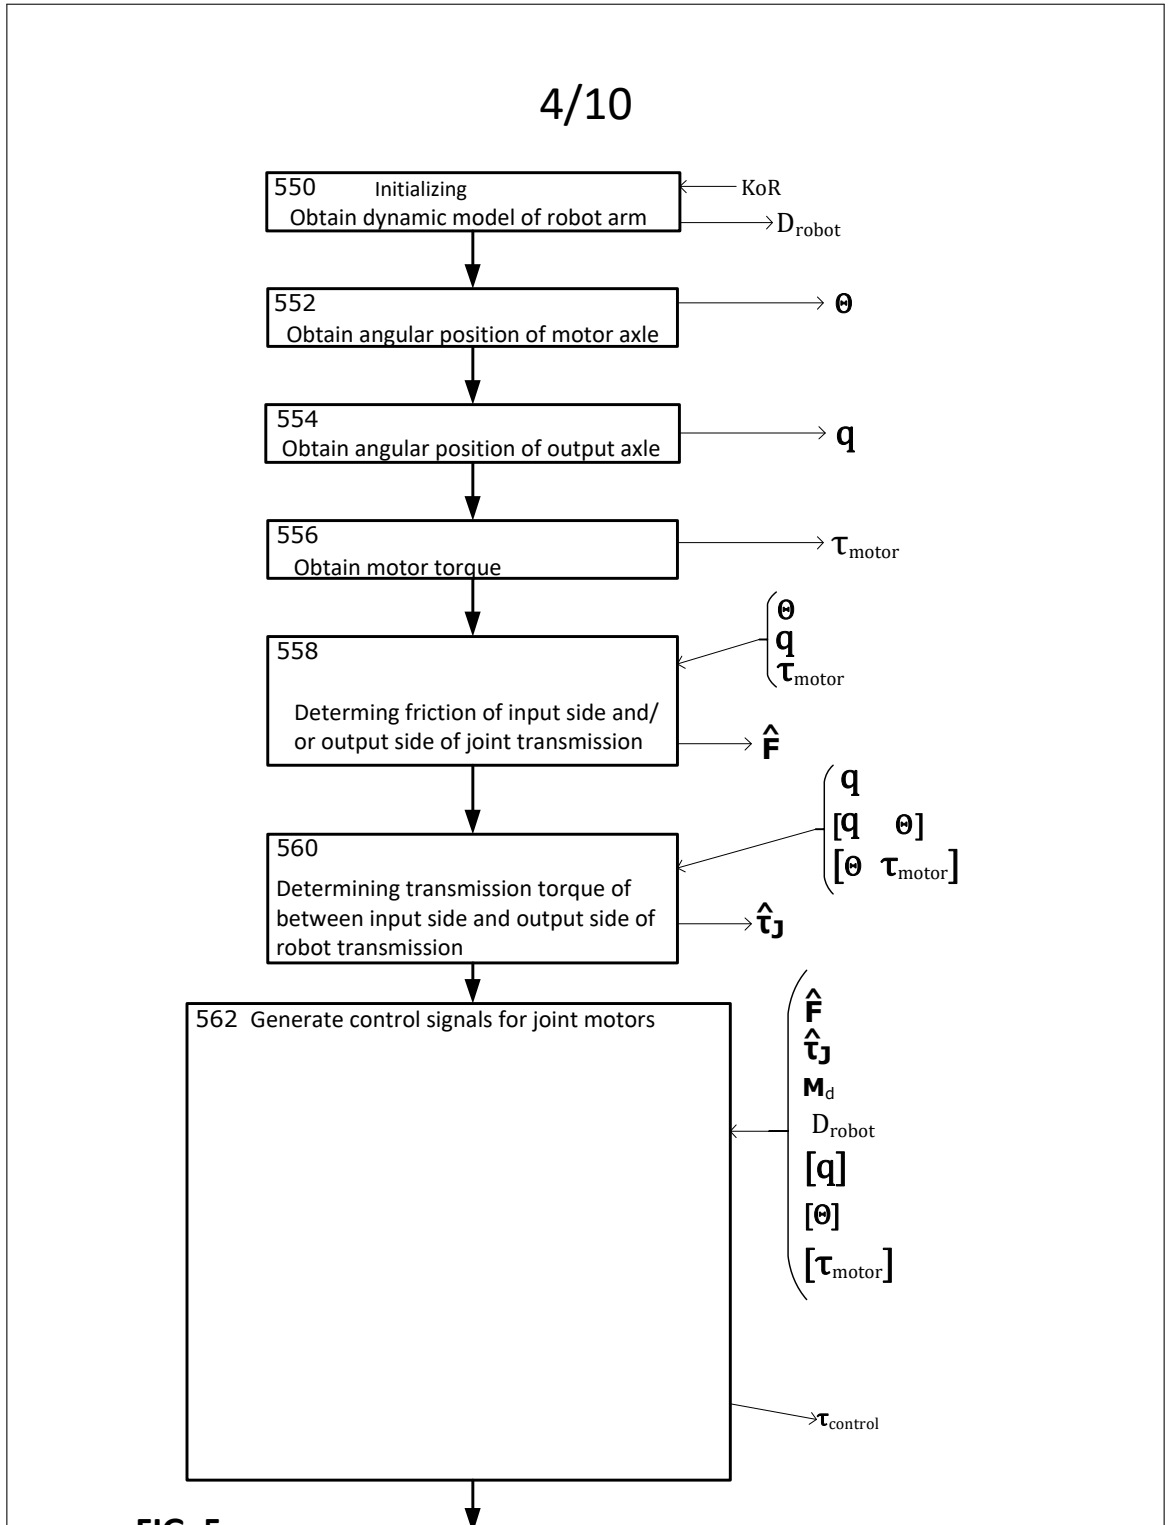 4/10
550 Initializing
Obtain dynamic model of robot arm
KoR
D_robot
552
Obtain angular position of motor axle
Θ
554
Obtain angular position of output axle
q
556
Obtain motor torque
τ_motor
558
Determing friction of input side and/
or output side of joint transmission
Θ
q
τ_motor
F̂
560
Determining transmission torque of
between input side and output side of
robot transmission
q
[q Θ]
[Θ τ_motor]
τ̂_J
562 Generate control signals for joint motors
F̂
τ̂_J
M_d
D_robot
[q]
[Θ]
[τ_motor]
τ_control